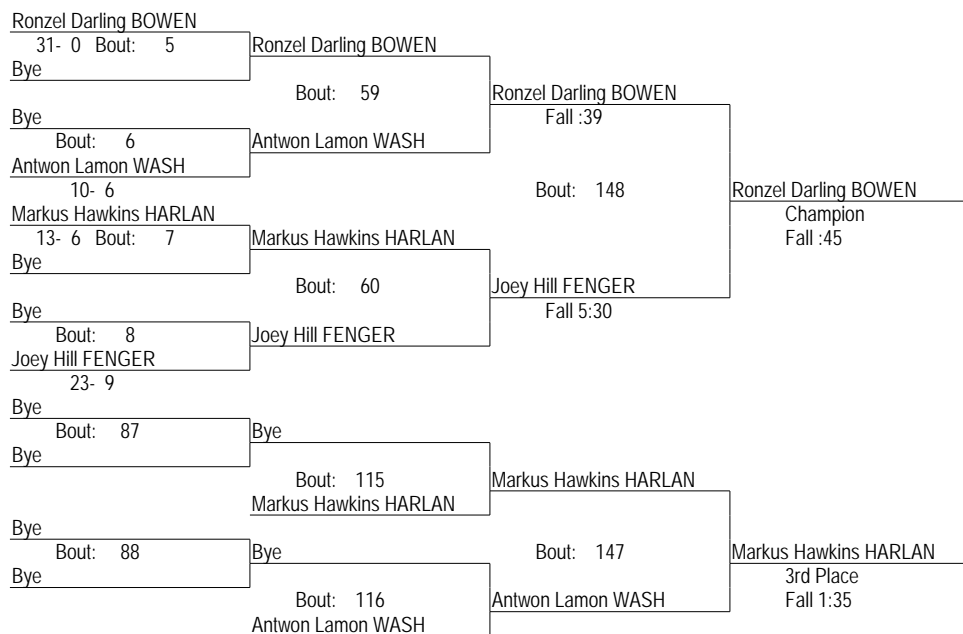 Ronzel Darling BOWEN
31- 0 Bout: 5
Ronzel Darling BOWEN
Bye
Bout: 59
Ronzel Darling BOWEN
Fall :39
Bye
Bout: 6
Antwon Lamon WASH
Antwon Lamon WASH
10- 6
Bout: 148
Ronzel Darling BOWEN
Champion
Fall :45
Markus Hawkins HARLAN
13- 6 Bout: 7
Markus Hawkins HARLAN
Bye
Bout: 60
Joey Hill FENGER
Fall 5:30
Bye
Bout: 8
Joey Hill FENGER
Joey Hill FENGER
23- 9
Bye
Bout: 87
Bye
Bye
Bout: 115
Markus Hawkins HARLAN
Markus Hawkins HARLAN
Bye
Bout: 88
Bye
Bout: 147
Markus Hawkins HARLAN
3rd Place
Fall 1:35
Bye
Bout: 116
Antwon Lamon WASH
Antwon Lamon WASH